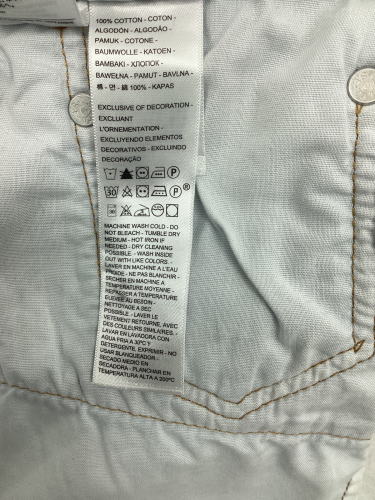 100% COTTON - COTON -
ALGODÓN - ALGODÃO -
PAMUK - COTONE -
BAUMWOLLE - KATOEN -
BAMBAKI - ХЛОПОК -
BAWEŁNA - PAMUT - BAVLNA -
棉 - 면 - 綿 100% - KAPAS
EXCLUSIVE OF DECORATION -
EXCLUANT
L'ORNEMENTATION -
EXCLUYENDO ELEMENTOS
DECORATIVOS - EXCLUINDO
DECORAÇÃO
P
30 P ®
30
MACHINE WASH COLD - DO
NOT BLEACH - TUMBLE DRY
MEDIUM - HOT IRON IF
NEEDED - DRY CLEANING
POSSIBLE - WASH INSIDE
OUT WITH LIKE COLORS. -
LAVER EN MACHINE A L'EAU
FROIDE - NE PAS BLANCHIR -
SECHER EN MACHINE A
TEMPERATURE MOYENNE -
REPASSER A TEMPERATURE
ELEVEE AU BESOIN -
NETTOYAGE A SEC
POSSIBLE - LAVER LE
VETEMENT RETOURNE, AVEC
DES COULEURS SIMILAIRES. -
LAVAR EN LAVADORA CON
AGUA FRIA A 30ºC Y
DETERGENTE, EXPRIMIR - NO
USAR BLANQUEADOR. -
SECADO MEDIO EN
SECADORA - PLANCHAR EN
TEMPERATURA ALTA A 200ºC